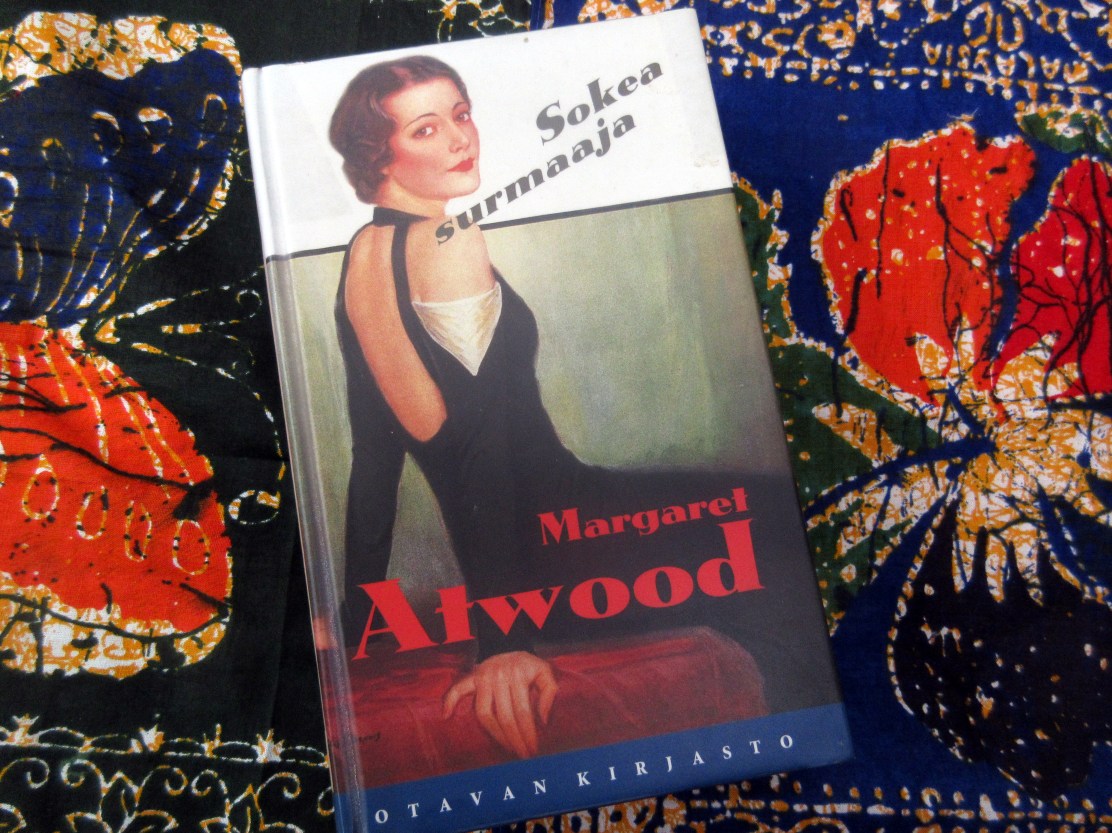 Sokea
surmaaja
Margaret
Atwood
OTAVAN KIRJASTO